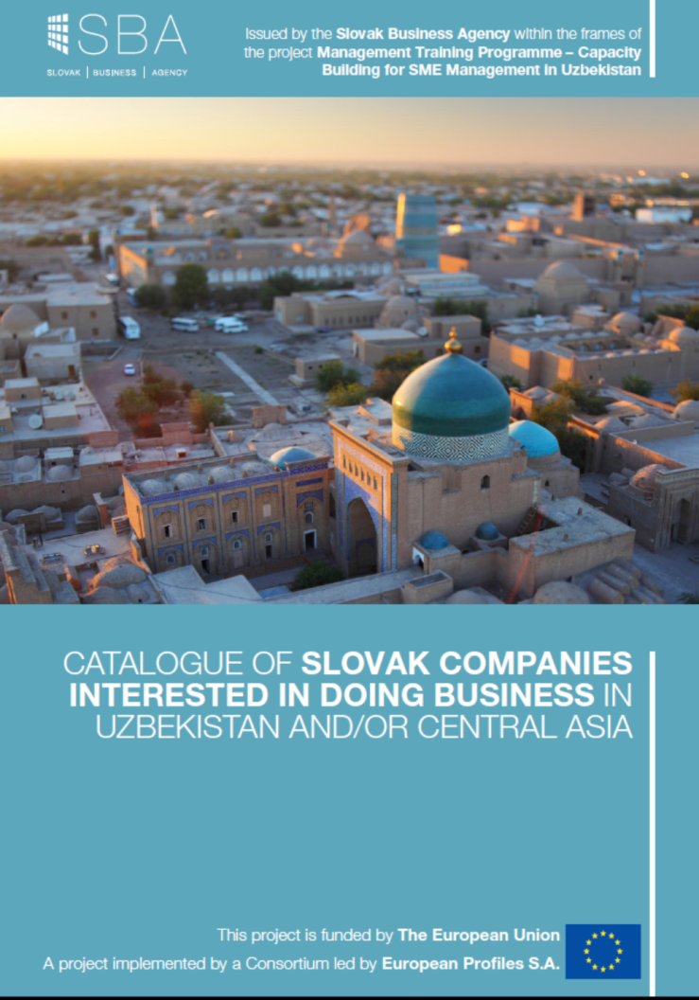 SBA
SLOVAK | BUSINESS | AGENCY
Issued by the Slovak Business Agency within the frames of
the project Management Training Programme – Capacity
Building for SME Management in Uzbekistan
CATALOGUE OF SLOVAK COMPANIES
INTERESTED IN DOING BUSINESS IN
UZBEKISTAN AND/OR CENTRAL ASIA
This project is funded by The European Union
A project implemented by a Consortium led by European Profiles S.A.